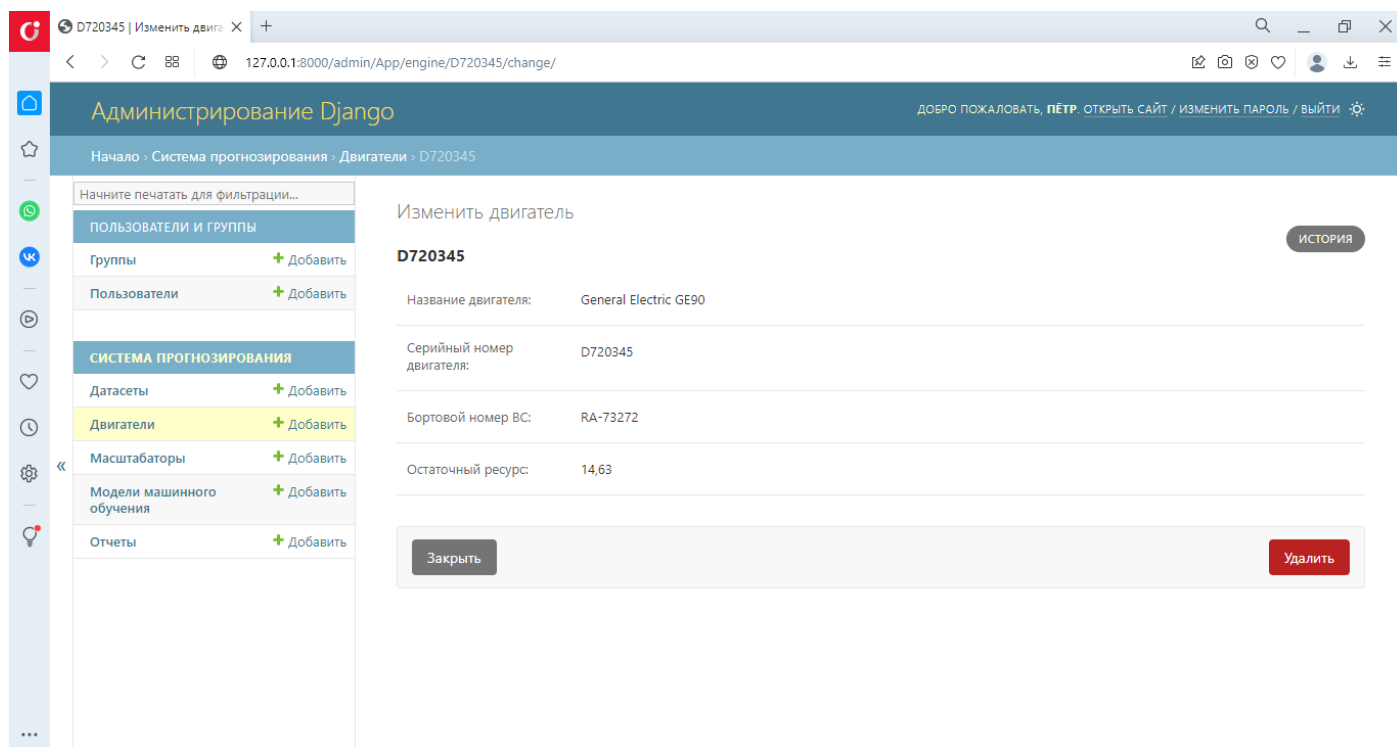 D720345 | Изменить двига
127.0.0.1:8000/admin/App/engine/D720345/change/
Администрирование Django
ДОБРО ПОЖАЛОВАТЬ, ПЁТР. ОТКРЫТЬ САЙТ / ИЗМЕНИТЬ ПАРОЛЬ / ВЫЙТИ
Начало › Система прогнозирования › Двигатели › D720345
Начните печатать для фильтрации...
ПОЛЬЗОВАТЕЛИ И ГРУППЫ
Группы + Добавить
Пользователи + Добавить
СИСТЕМА ПРОГНОЗИРОВАНИЯ
Датасеты + Добавить
Двигатели + Добавить
Масштабаторы + Добавить
Модели машинного + Добавить
обучения
Отчеты + Добавить
«
Изменить двигатель
ИСТОРИЯ
D720345
Название двигателя: General Electric GE90
Серийный номер D720345
двигателя:
Бортовой номер ВС: RA-73272
Остаточный ресурс: 14,63
Закрыть Удалить